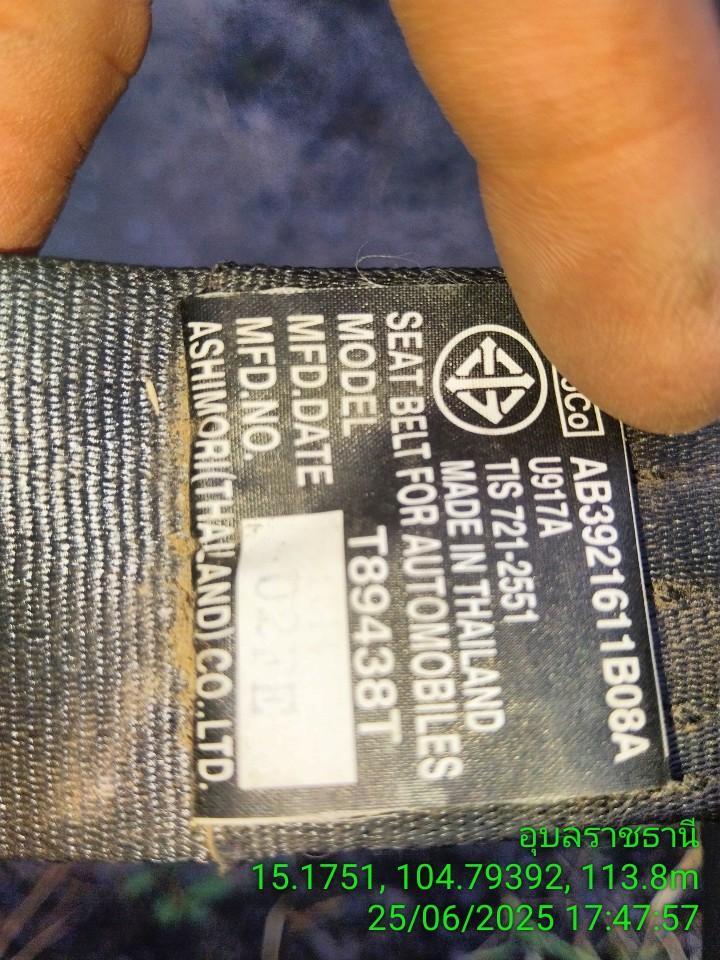 AB3921611B08A
U917A
TIS 721-2551
MADE IN THAILAND
SEAT BELT FOR AUTOMOBILES
MODEL T89438T
MFD.DATE
MFD.NO.
ASHIMORI(THAILAND) CO.,LTD.
อุบลราชธานี
15.1751, 104.79392, 113.8m
25/06/2025 17:47:57